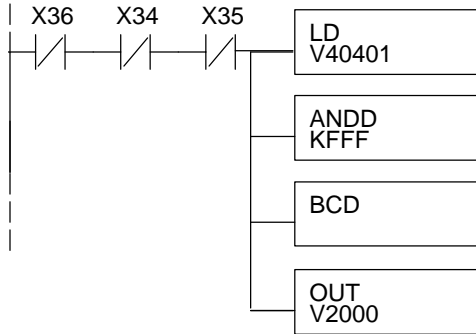 X36 X34 X35
LD
V40401
ANDD
KFFF
BCD
OUT
V2000